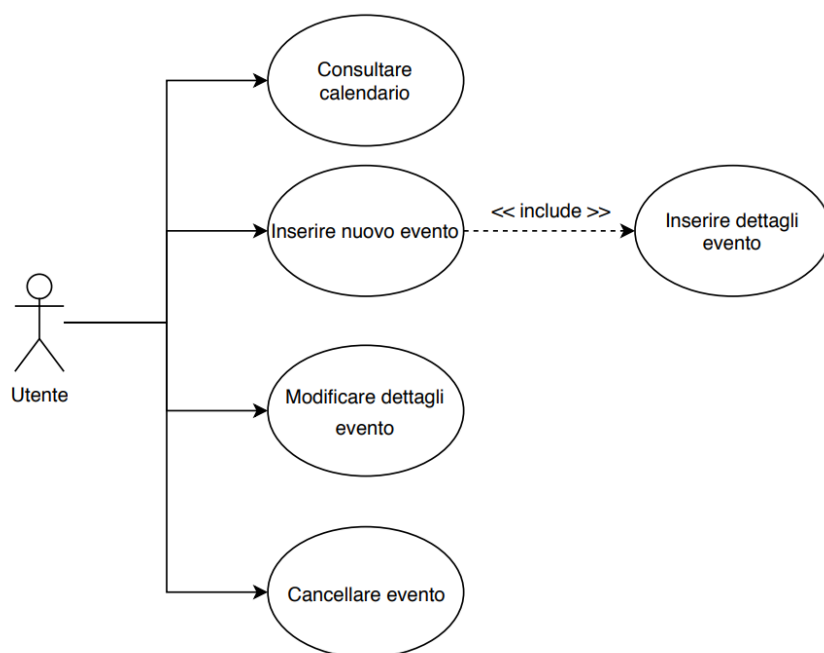 Consultare
calendario
Inserire nuovo evento
<< include >>
Inserire dettagli
evento
Utente
Modificare dettagli
evento
Cancellare evento